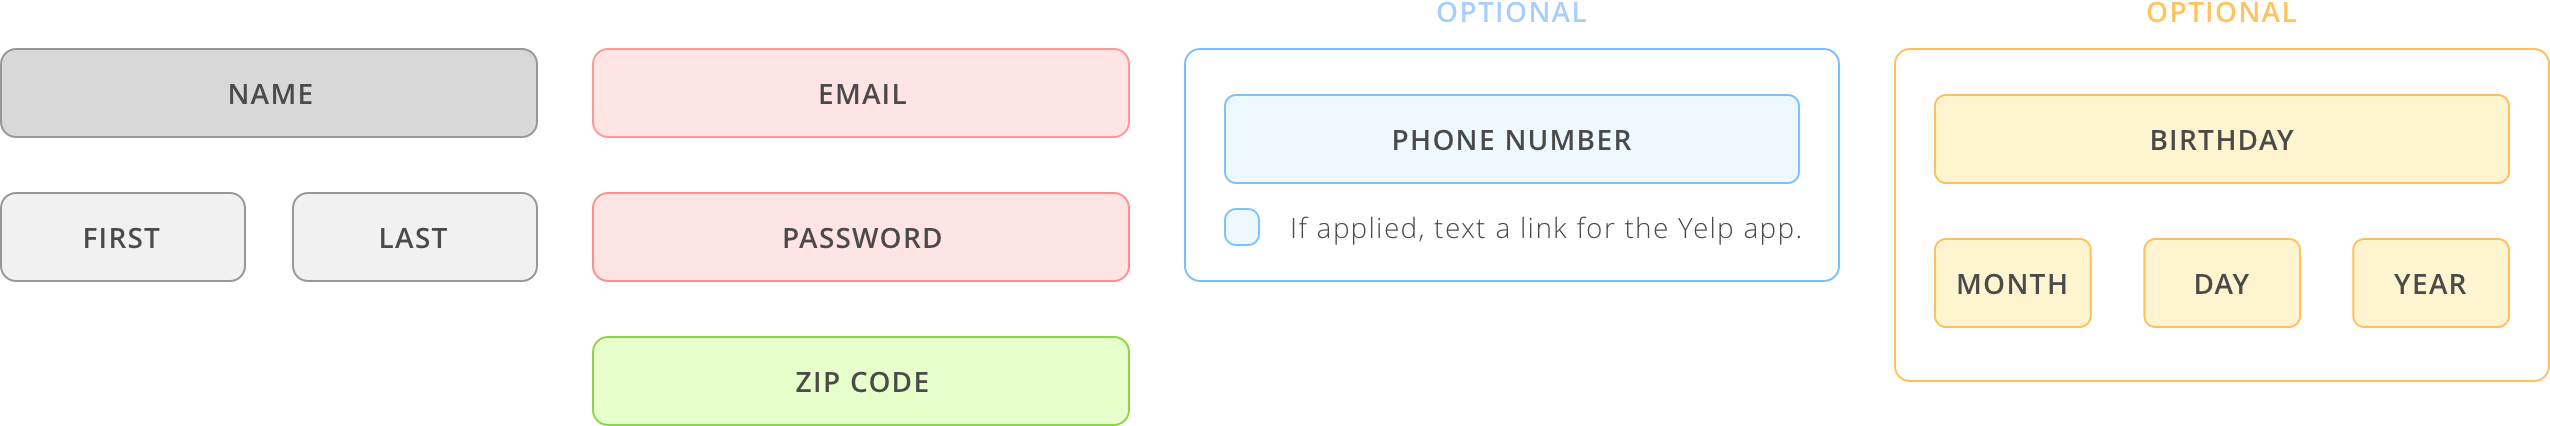 NAME
FIRST
LAST
EMAIL
PASSWORD
ZIP CODE
OPTIONAL
PHONE NUMBER
If applied, text a link for the Yelp app.
OPTIONAL
BIRTHDAY
MONTH
DAY
YEAR